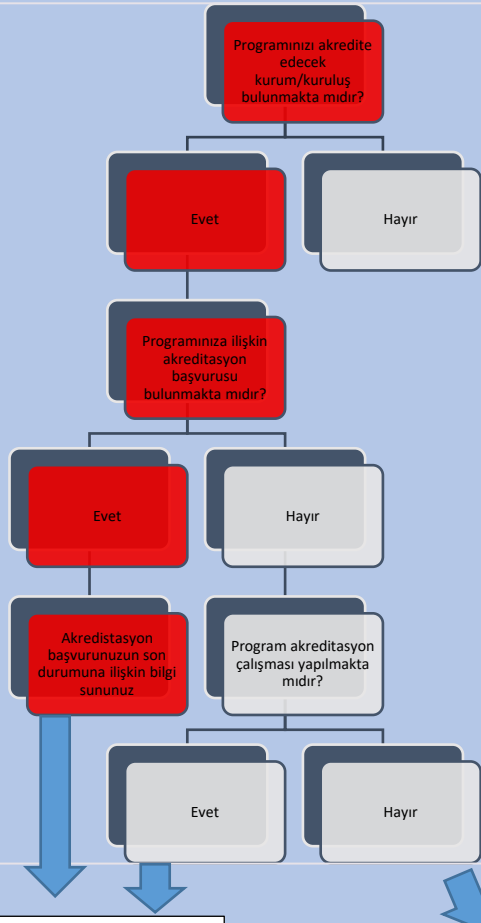 Programınızı akredite
edecek
kurum/kuruluş
bulunmakta mıdır?
Evet
Hayır
Programınıza ilişkin
akreditasyon
başvurusu
bulunmakta mıdır?
Evet
Hayır
Akredistasyon
başvurunuzun son
durumuna ilişkin bilgi
sununuz
Program akreditasyon
çalışması yapılmakta
mıdır?
Evet
Hayır